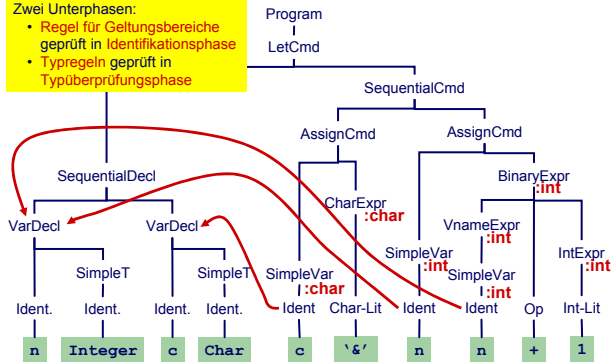 Zwei Unterphasen:
• Regel für Geltungsbereiche
geprüft in Identifikationsphase
• Typregeln geprüft in
Typüberprüfungsphase
Program
LetCmd
SequentialCmd
AssignCmd AssignCmd
SequentialDecl BinaryExpr
:int
CharExpr
:char
VarDecl VarDecl VnameExpr
:int
SimpleVar IntExpr
:int :int
SimpleT SimpleT SimpleVar SimpleVar
:char :int
Ident. Ident. Ident. Ident. Ident Char-Lit Ident Ident Op Int-Lit
n Integer c Char c ‘&’ n n + 1